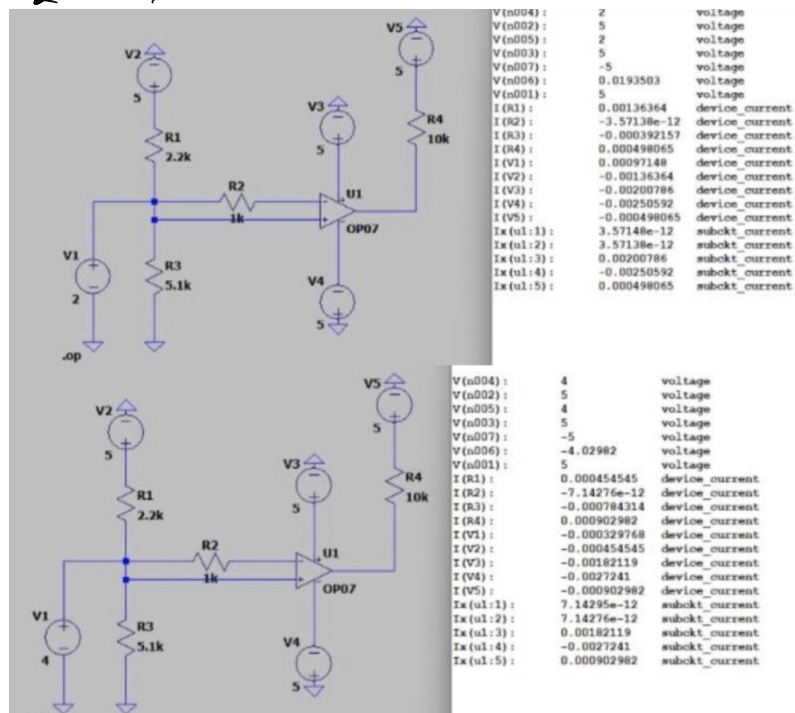 V(n004): 2 voltage
V(n002): 5 voltage
V(n005): 2 voltage
V(n003): 5 voltage
V(n007): -5 voltage
V(n006): 0.0193503 voltage
V(n001): 5 voltage
I(R1): 0.00136364 device_current
I(R2): -3.57138e-12 device_current
I(R3): -0.000392157 device_current
I(R4): 0.000498065 device_current
I(V1): 0.00097148 device_current
I(V2): -0.00136364 device_current
I(V3): -0.00200786 device_current
I(V4): -0.00250592 device_current
I(V5): -0.000498065 device_current
Ix(u1:1): 3.57148e-12 subckt_current
Ix(u1:2): 3.57138e-12 subckt_current
Ix(u1:3): 0.00200786 subckt_current
Ix(u1:4): -0.00250592 subckt_current
Ix(u1:5): 0.000498065 subckt_current
V5
5
V2
5
V3
5
R4
10k
R1
2.2k
R2
1k
U1
OP07
V1
2
R3
5.1k
V4
5
.op
V(n004): 4 voltage
V(n002): 5 voltage
V(n005): 4 voltage
V(n003): 5 voltage
V(n007): -5 voltage
V(n006): -4.02982 voltage
V(n001): 5 voltage
I(R1): 0.000454545 device_current
I(R2): -7.14276e-12 device_current
I(R3): -0.000784314 device_current
I(R4): 0.000902982 device_current
I(V1): -0.000329768 device_current
I(V2): -0.000454545 device_current
I(V3): -0.00182119 device_current
I(V4): -0.0027241 device_current
I(V5): -0.000902982 device_current
Ix(u1:1): 7.14295e-12 subckt_current
Ix(u1:2): 7.14276e-12 subckt_current
Ix(u1:3): 0.00182119 subckt_current
Ix(u1:4): -0.0027241 subckt_current
Ix(u1:5): 0.000902982 subckt_current
V5
5
V2
5
V3
5
R4
10k
R1
2.2k
R2
1k
U1
OP07
V1
4
R3
5.1k
V4
5